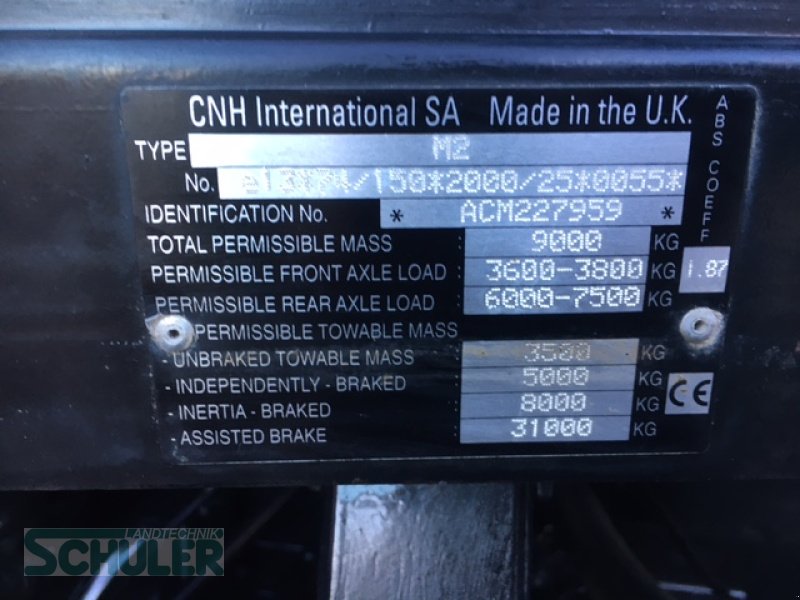 CNH International SA Made in the U.K.
TYPE M2
No. e13*74/150*2000/25*0055*
IDENTIFICATION No. * ACM227959 *
TOTAL PERMISSIBLE MASS : 9000 KG
PERMISSIBLE FRONT AXLE LOAD : 3600-3800 KG
PERMISSIBLE REAR AXLE LOAD : 6000-7500 KG
PERMISSIBLE TOWABLE MASS
- UNBRAKED TOWABLE MASS 3500 KG
- INDEPENDENTLY - BRAKED 5000 KG
- INERTIA - BRAKED 8000 KG
- ASSISTED BRAKE 31000 KG
ABS COEFF
1.87
CE
LANDTECHNIK
SCHULER